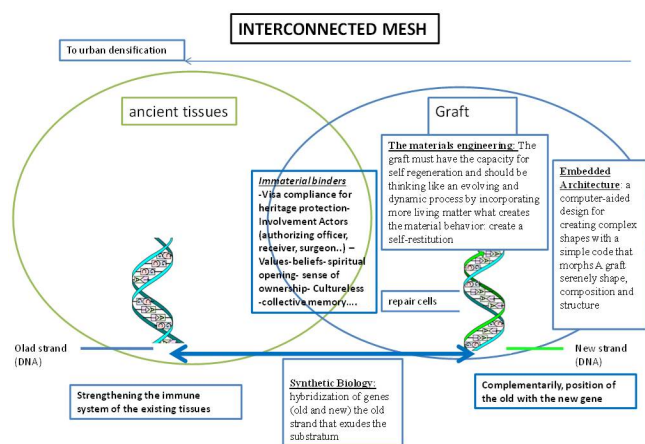 INTERCONNECTED MESH
To urban densification
ancient tissues
Graft
The materials engineering: The
graft must have the capacity for
self regeneration and should be
thinking like an evolving and
dynamic process by incorporating
more living matter what creates
the material behavior: create a
self-restitution
Embedded
Architecture: a
computer-aided
design for
creating complex
shapes with a
simple code that
morphs A graft
serenely shape,
composition and
structure
Immaterial binders
-Visa compliance for
heritage protection-
Involvement Actors
(authorizing officer,
receiver, surgeon..) –
Values-beliefs-spiritual
opening- sense of
ownership- Cultureless
-collective memory....
repair cells
Olad strand
(DNA)
New strand
(DNA)
Strengthening the immune
system of the existing tissues
Synthetic Biology:
hybridization of genes
(old and new) the old
strand that exudes the
substratum
Complementarily, position of
the old with the new gene